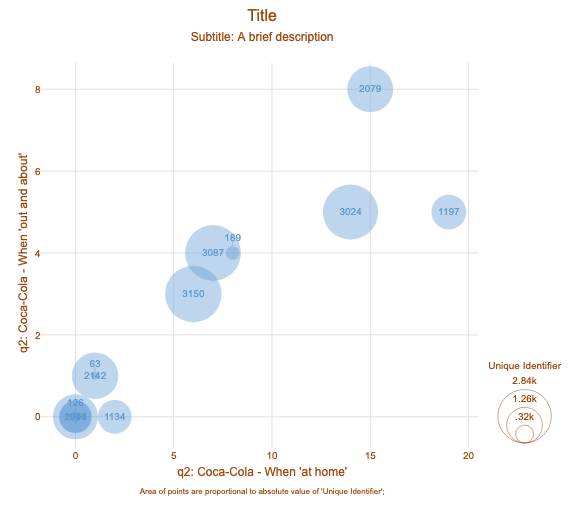 Title
Subtitle: A brief description
8
6
4
2
0
q2: Coca-Cola - When 'out and about'
2079
3024
1197
189
3087
3150
63
2142
126
1134
0
5
10
15
20
q2: Coca-Cola - When 'at home'
Unique Identifier
2.84k
1.26k
.32k
Area of points are proportional to absolute value of 'Unique Identifier';